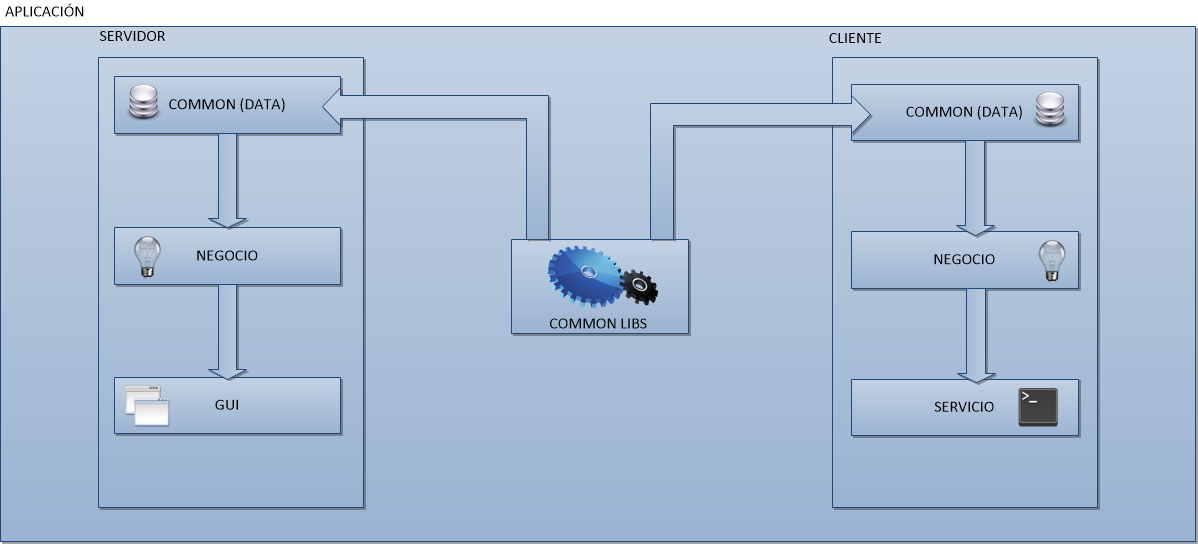 APLICACIÓN
SERVIDOR
COMMON (DATA)
NEGOCIO
GUI
COMMON LIBS
CLIENTE
COMMON (DATA)
NEGOCIO
SERVICIO
>_